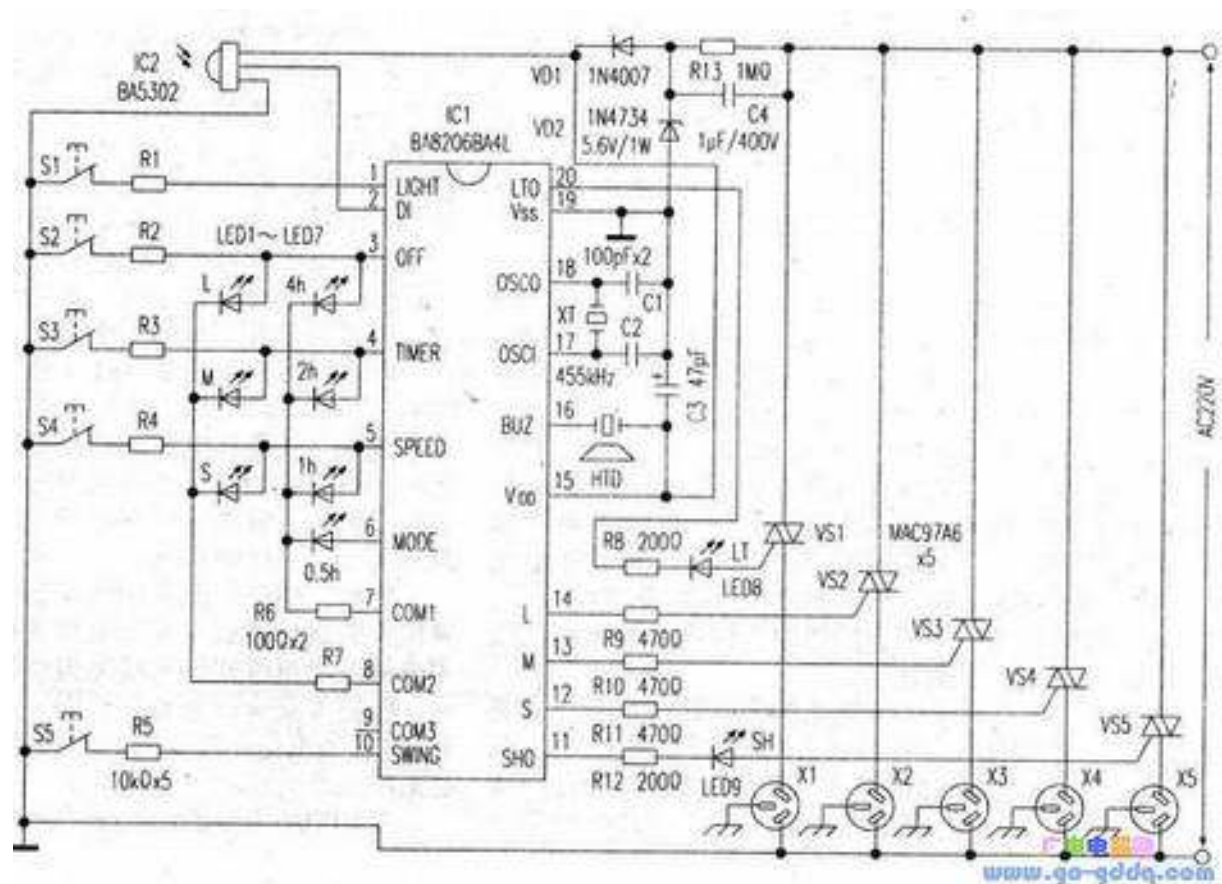 IC2
BA5302
IC1
BA8206BA4L
VD1
1N4007
R13 1MΩ
VD2
1N4734
5.6V/1W
C4
1μF/400V
S1
R1
1
LIGHT
2
DI
20
LTO
19
Vss
S2
R2
LED1～LED7
3
OFF
100pFx2
18
OSCO
C1
L
4h
XT
C2
S3
R3
4
TIMER
17
OSCI
455kHz
C3 47μF
M
2h
16
BUZ
HTD
S4
R4
5
SPEED
S
1h
15
VDD
6
MODE
0.5h
R8 200Ω
LT
LED8
VS1
MAC97A6
x5
VS2
7
COM1
R6
100Ωx2
14
L
R9 470Ω
VS3
R7
8
COM2
13
M
R10 470Ω
VS4
12
S
R11 470Ω
VS5
9
COM3
S5
R5
10
SWING
10kΩx5
11
SHO
R12 200Ω
SH
LED9
X1
X2
X3
X4
X5
AC220V
www.go-gddq.com